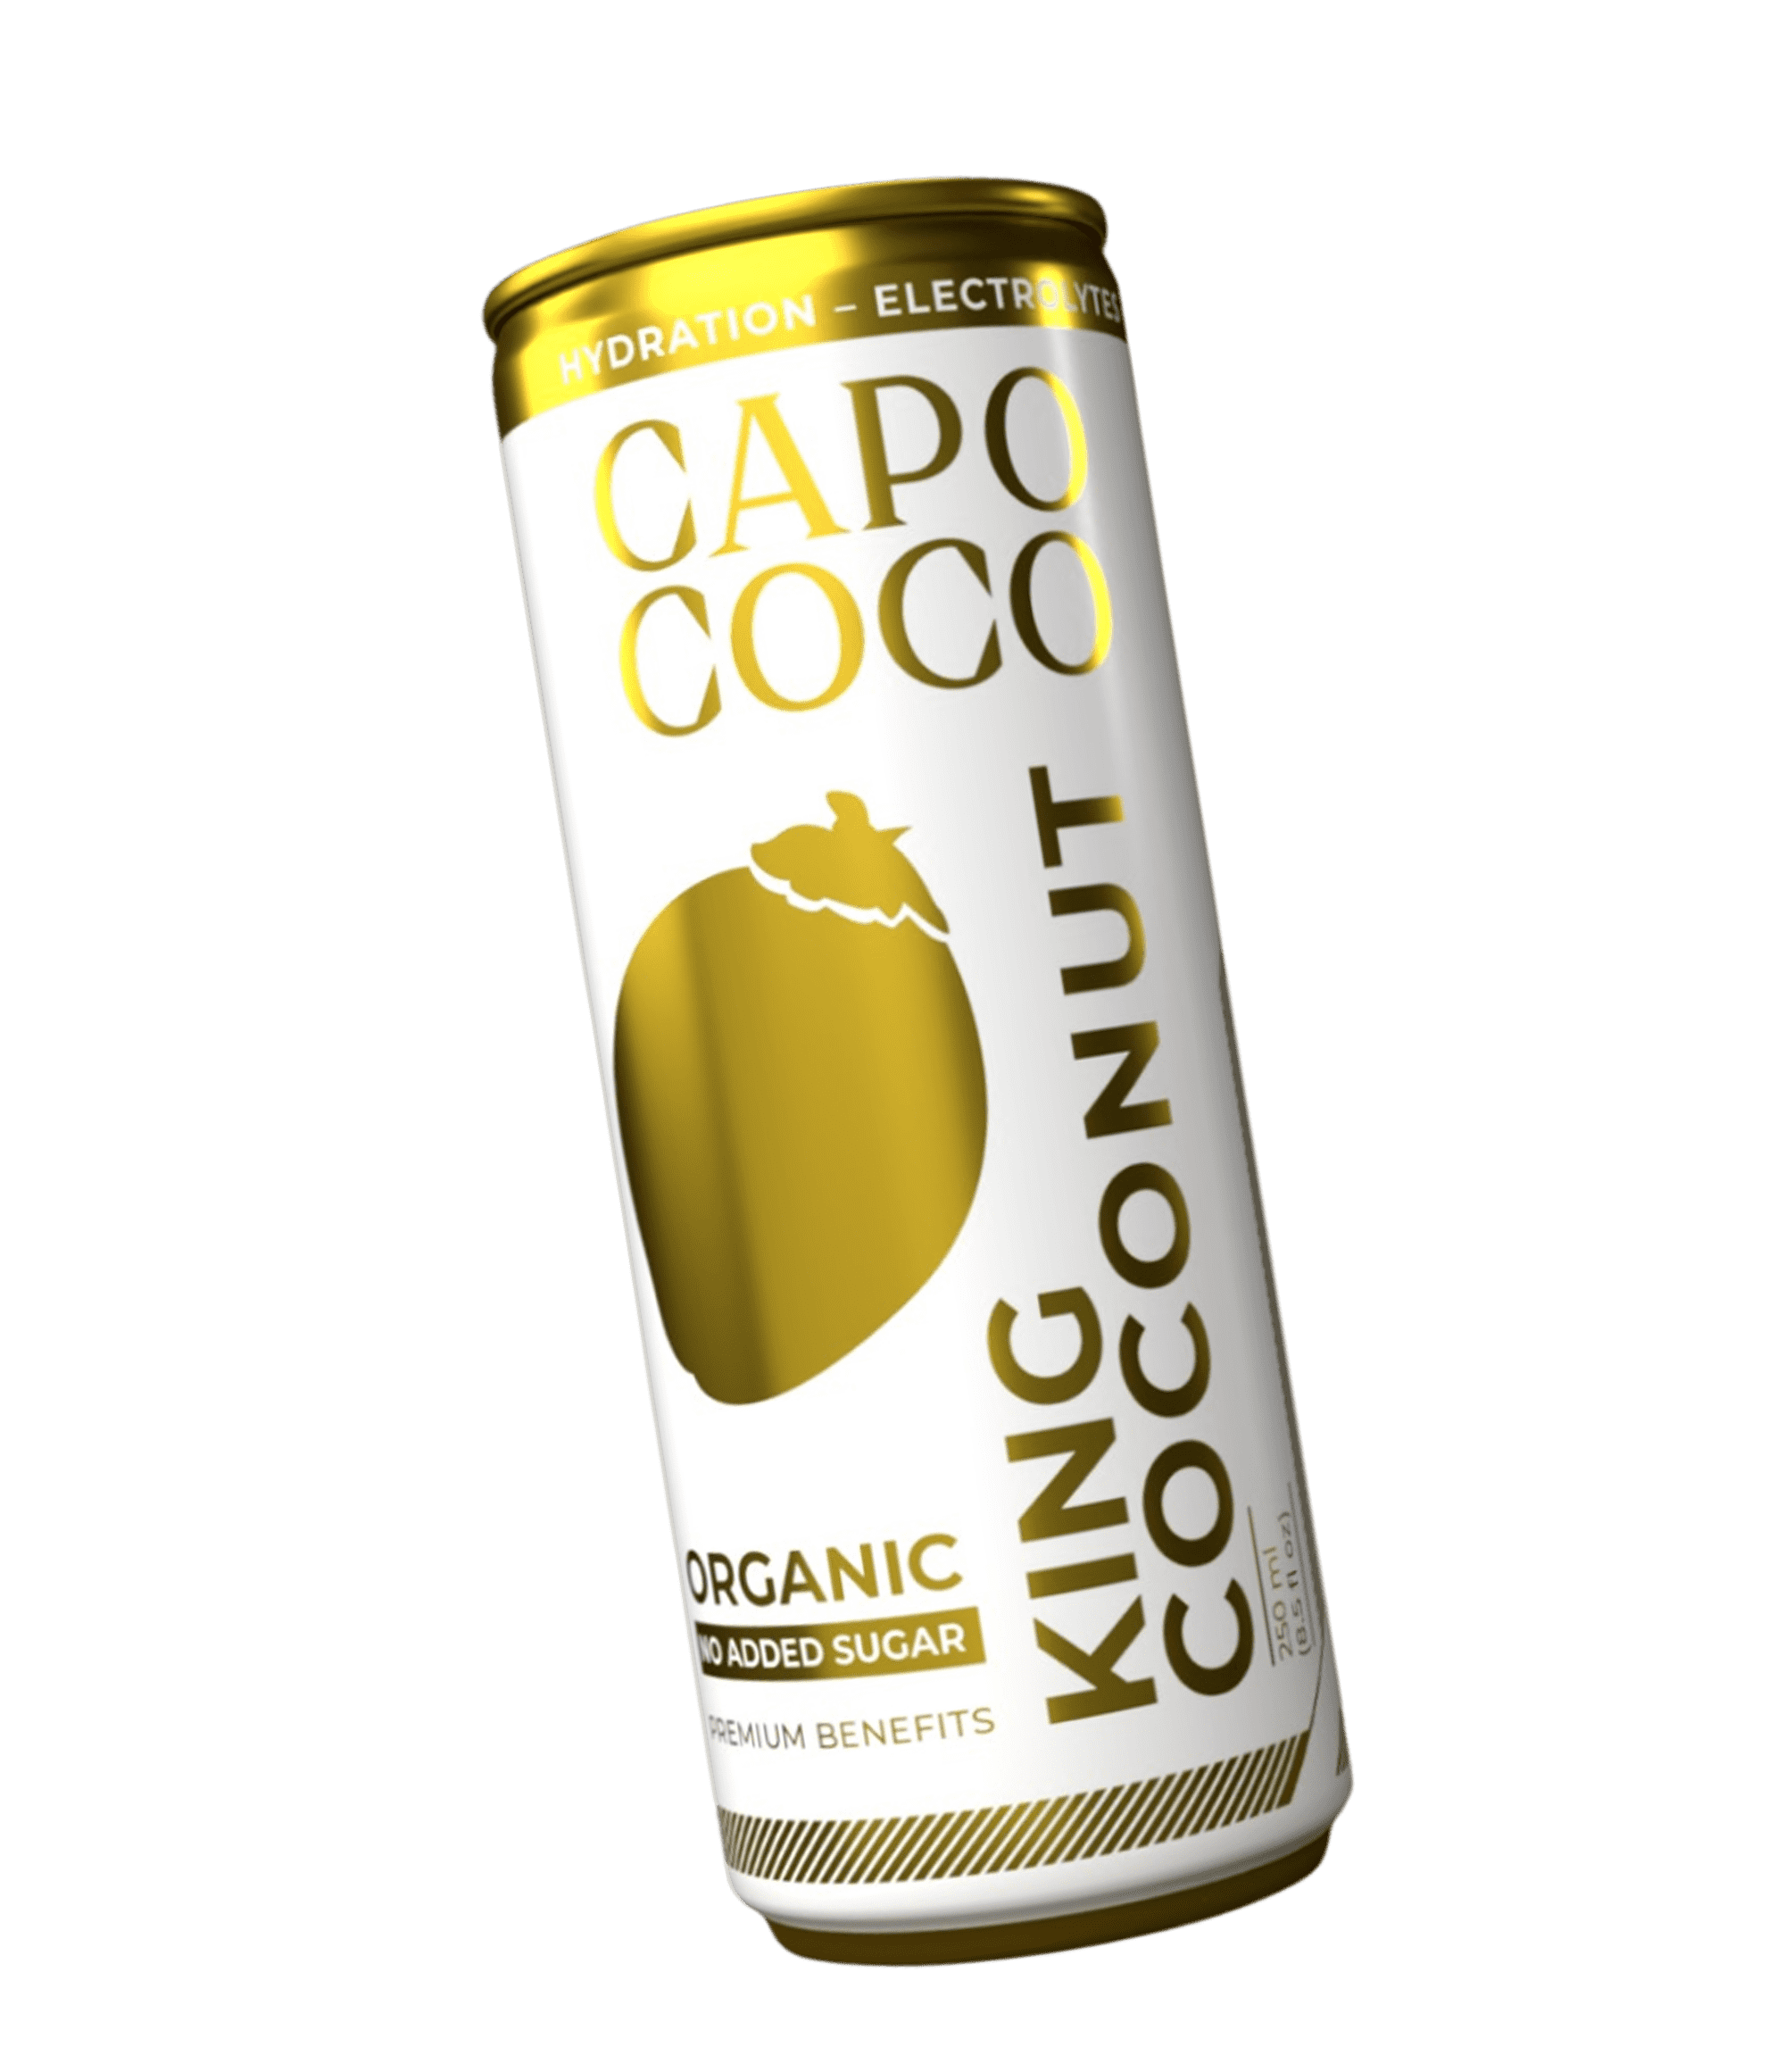 HYDRATION – ELECTROLYTES
CAPO
COCO
KING
COCONUT
ORGANIC
NO ADDED SUGAR
PREMIUM BENEFITS
250 ml
(8.5 fl oz)